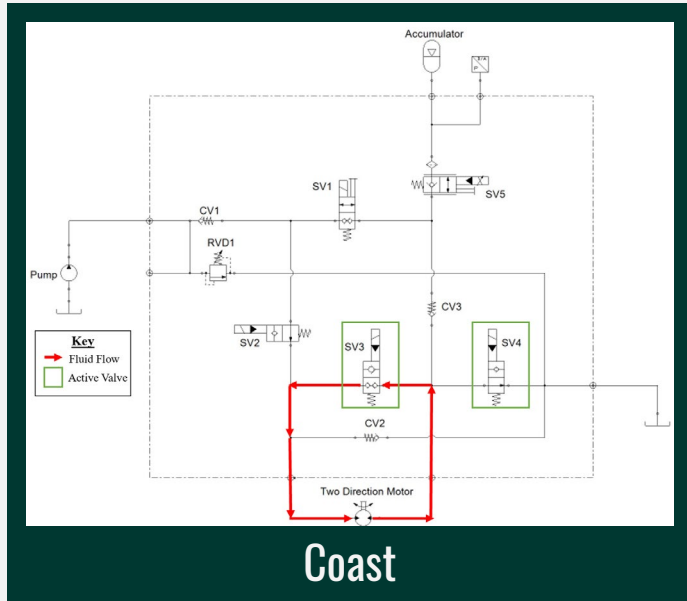 Accumulator
P
SV1
SV5
CV1
RVD1
Pump
CV3
Key
Fluid Flow
Active Valve
SV2
SV3
SV4
CV2
Two Direction Motor
Coast